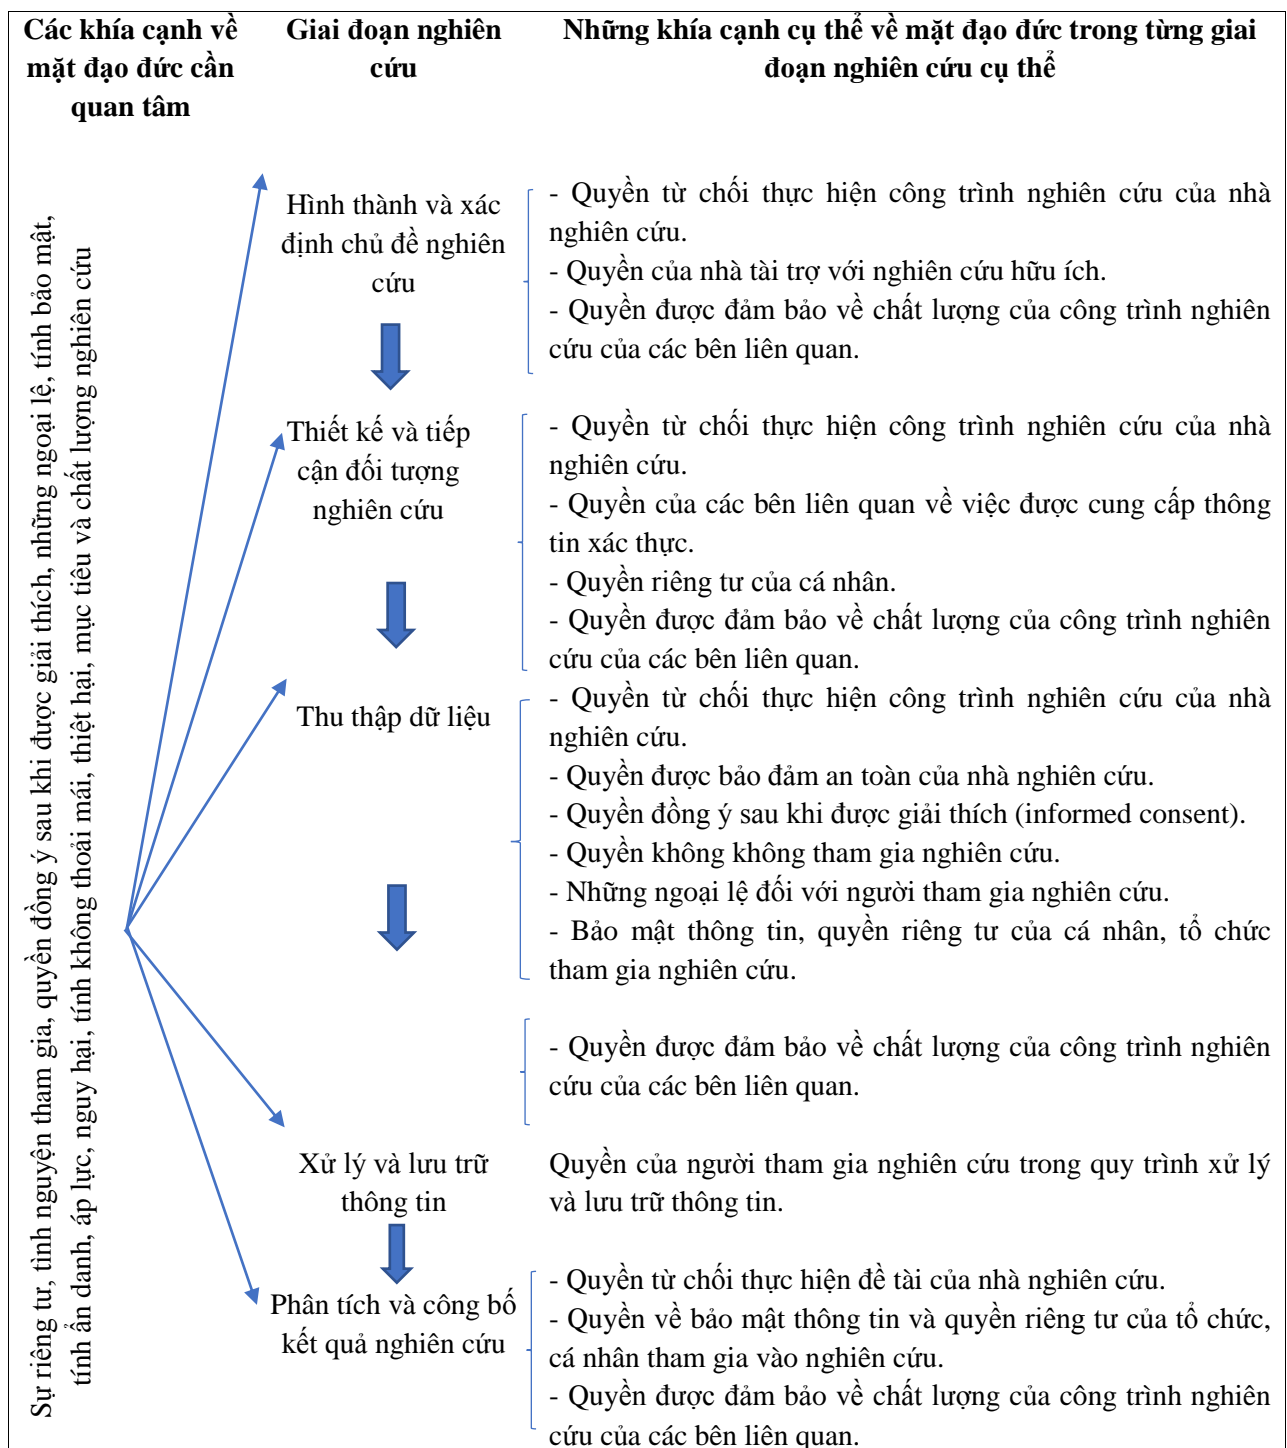 Các khía cạnh về
mặt đạo đức cần
quan tâm
Giai đoạn nghiên
cứu
Những khía cạnh cụ thể về mặt đạo đức trong từng giai
đoạn nghiên cứu cụ thể
Sự riêng tư, tình nguyện tham gia, quyền đồng ý sau khi được giải thích, những ngoại lệ, tính bảo mật,
tính ẩn danh, áp lực, nguy hại, tính không thoải mái, thiệt hại, mục tiêu và chất lượng nghiên cứu
Hình thành và xác
định chủ đề nghiên
cứu
- Quyền từ chối thực hiện công trình nghiên cứu của nhà
nghiên cứu.
- Quyền của nhà tài trợ với nghiên cứu hữu ích.
- Quyền được đảm bảo về chất lượng của công trình nghiên
cứu của các bên liên quan.
Thiết kế và tiếp
cận đối tượng
nghiên cứu
- Quyền từ chối thực hiện công trình nghiên cứu của nhà
nghiên cứu.
- Quyền của các bên liên quan về việc được cung cấp thông
tin xác thực.
- Quyền riêng tư của cá nhân.
- Quyền được đảm bảo về chất lượng của công trình nghiên
cứu của các bên liên quan.
Thu thập dữ liệu
- Quyền từ chối thực hiện công trình nghiên cứu của nhà
nghiên cứu.
- Quyền được bảo đảm an toàn của nhà nghiên cứu.
- Quyền đồng ý sau khi được giải thích (informed consent).
- Quyền không không tham gia nghiên cứu.
- Những ngoại lệ đối với người tham gia nghiên cứu.
- Bảo mật thông tin, quyền riêng tư của cá nhân, tổ chức
tham gia nghiên cứu.
- Quyền được đảm bảo về chất lượng của công trình nghiên
cứu của các bên liên quan.
Xử lý và lưu trữ
thông tin
Quyền của người tham gia nghiên cứu trong quy trình xử lý
và lưu trữ thông tin.
Phân tích và công bố
kết quả nghiên cứu
- Quyền từ chối thực hiện đề tài của nhà nghiên cứu.
- Quyền về bảo mật thông tin và quyền riêng tư của tổ chức,
cá nhân tham gia vào nghiên cứu.
- Quyền được đảm bảo về chất lượng của công trình nghiên
cứu của các bên liên quan.